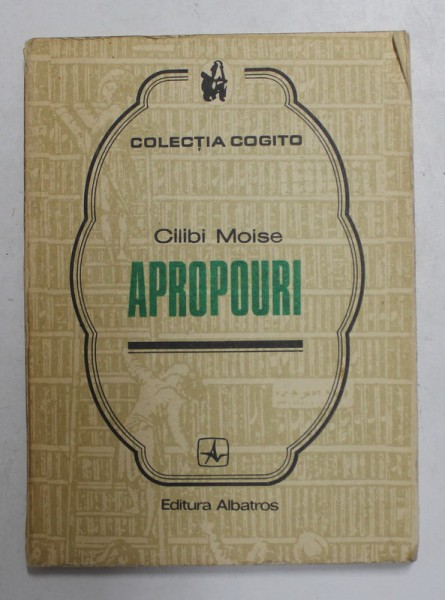 COLECȚIA COGITO
Cilibi Moise
APROPOURI
Editura Albatros